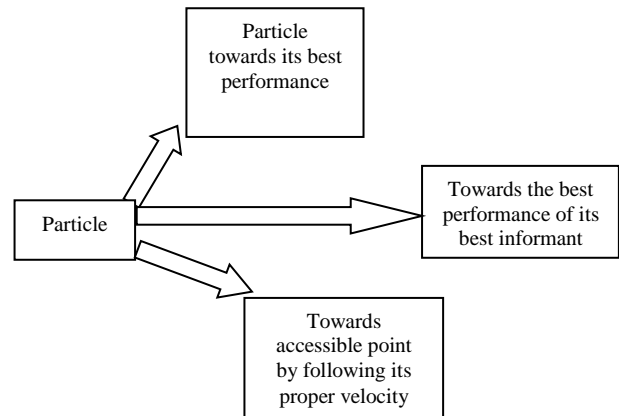 Particle
towards its best
performance
Particle
Towards the best
performance of its
best informant
Towards
accessible point
by following its
proper velocity